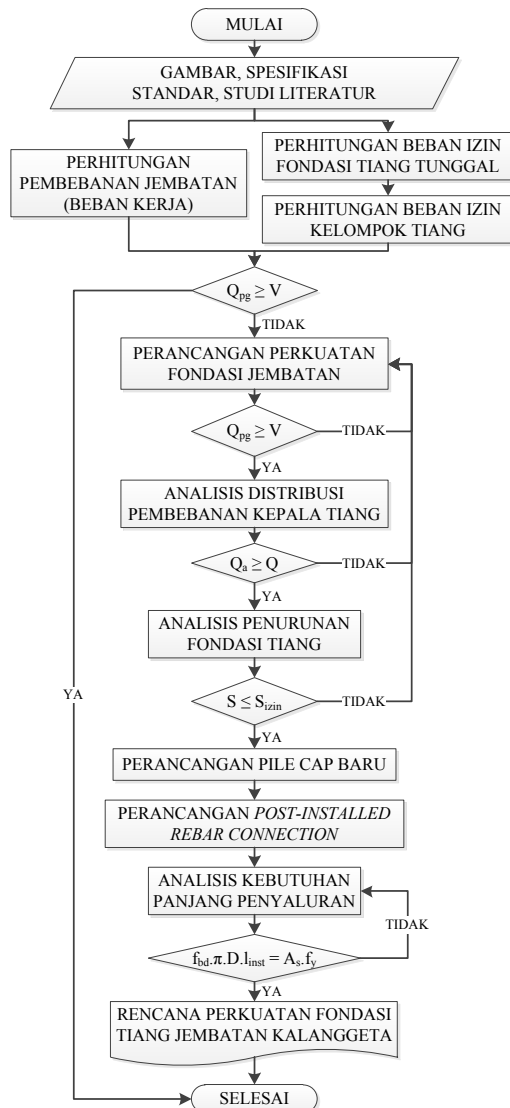 MULAI
GAMBAR, SPESIFIKASI
STANDAR, STUDI LITERATUR
PERHITUNGAN
PEMBEBANAN JEMBATAN
(BEBAN KERJA)
PERHITUNGAN BEBAN IZIN
FONDASI TIANG TUNGGAL
PERHITUNGAN BEBAN IZIN
KELOMPOK TIANG
Qpg ≥ V
TIDAK
PERANCANGAN PERKUATAN
FONDASI JEMBATAN
Qpg ≥ V
TIDAK
YA
ANALISIS DISTRIBUSI
PEMBEBANAN KEPALA TIANG
Qa ≥ Q
TIDAK
YA
ANALISIS PENURUNAN
FONDASI TIANG
YA
S ≤ Sizin
TIDAK
YA
PERANCANGAN PILE CAP BARU
PERANCANGAN POST-INSTALLED
REBAR CONNECTION
ANALISIS KEBUTUHAN
PANJANG PENYALURAN
TIDAK
fbd.π.D.linst = As.fy
YA
RENCANA PERKUATAN FONDASI
TIANG JEMBATAN KALANGGETA
SELESAI